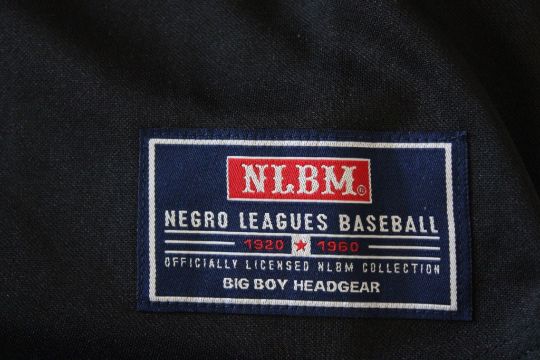 NLBM®
NEGRO LEAGUES BASEBALL
1920 ★ 1960
OFFICIALLY LICENSED NLBM COLLECTION
BIG BOY HEADGEAR